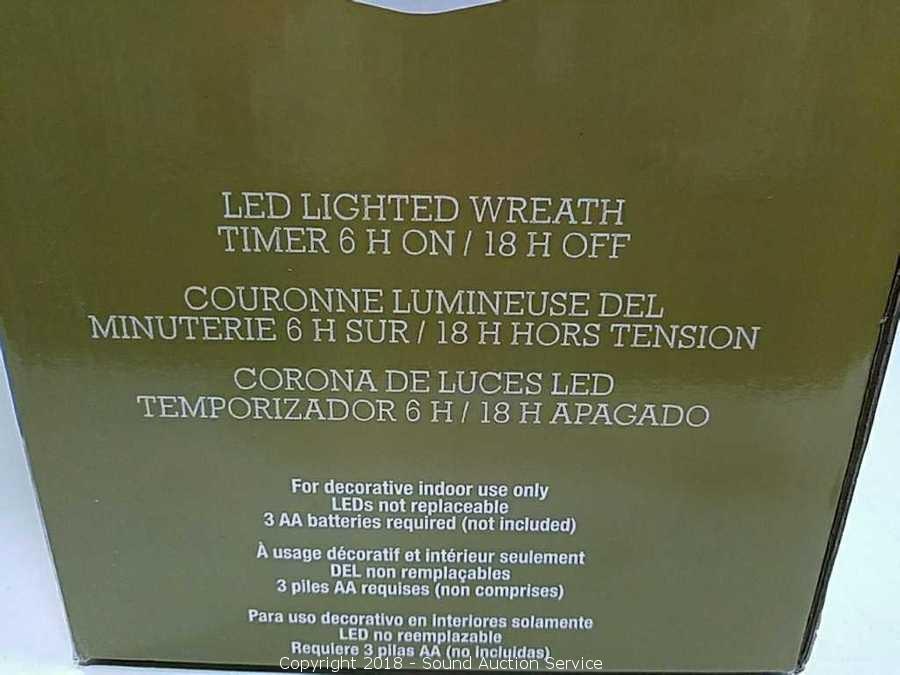 LED LIGHTED WREATH
TIMER 6 H ON / 18 H OFF
COURONNE LUMINEUSE DEL
MINUTERIE 6 H SUR / 18 H HORS TENSION
CORONA DE LUCES LED
TEMPORIZADOR 6 H / 18 H APAGADO
For decorative indoor use only
LEDs not replaceable
3 AA batteries required (not included)
À usage décoratif et intérieur seulement
DEL non remplaçables
3 piles AA requises (non comprises)
Para uso decorativo en interiores solamente
LED no reemplazable
Requiere 3 pilas AA (no incluidas)
Copyright 2018 - Sound Auction Service